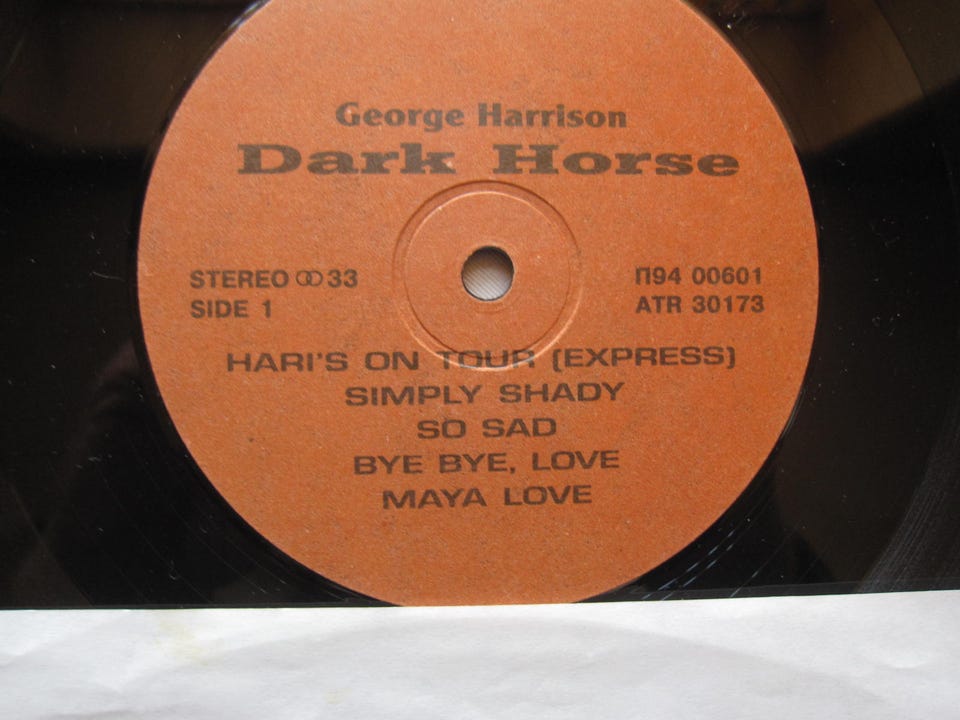 George Harrison
Dark Horse
STEREO ꝏ 33
SIDE 1
П94 00601
ATR 30173
HARI'S ON TOUR (EXPRESS)
SIMPLY SHADY
SO SAD
BYE BYE, LOVE
MAYA LOVE